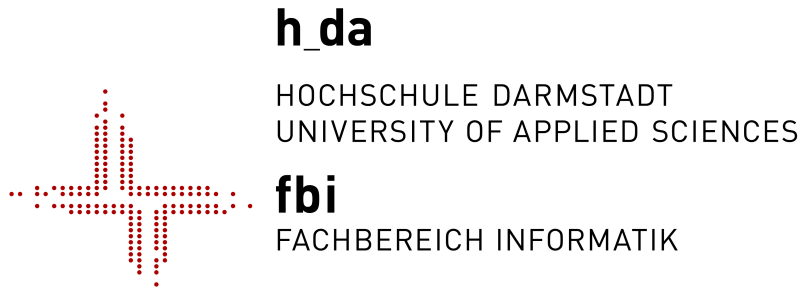 h_da
HOCHSCHULE DARMSTADT
UNIVERSITY OF APPLIED SCIENCES
fbi
FACHBEREICH INFORMATIK